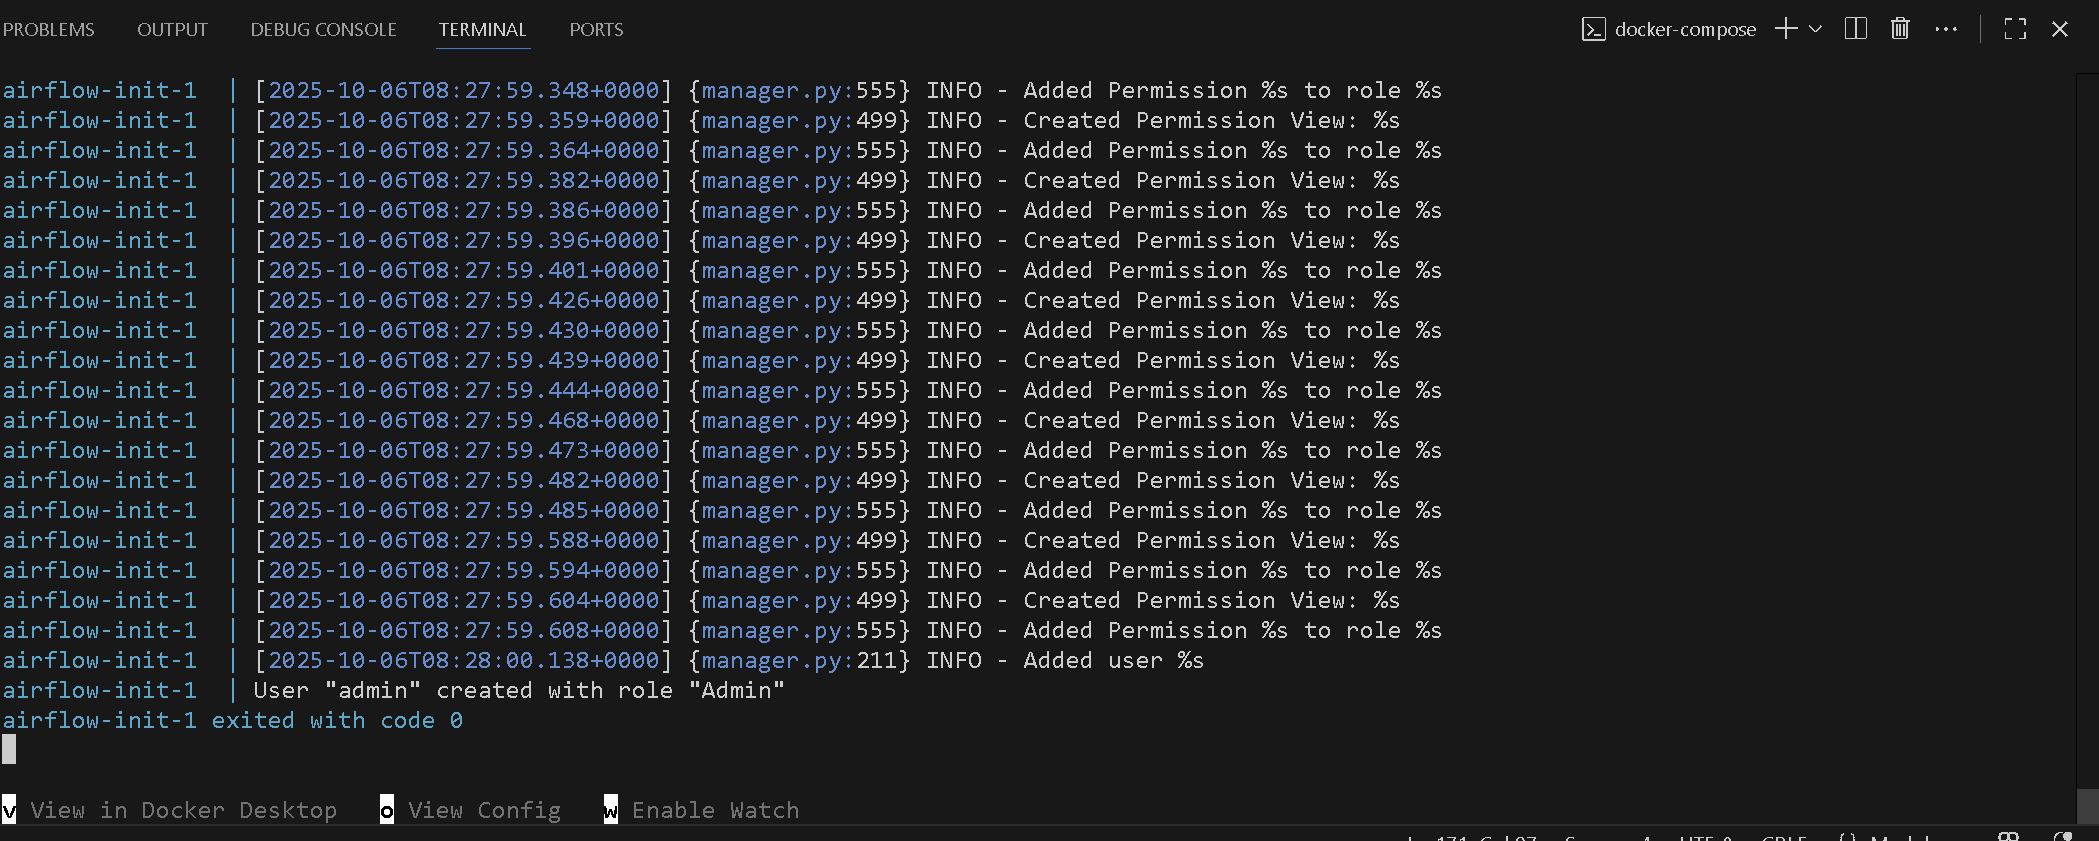 PROBLEMS OUTPUT DEBUG CONSOLE TERMINAL PORTS docker-compose
airflow-init-1 | [2025-10-06T08:27:59.348+0000] {manager.py:555} INFO - Added Permission %s to role %s
airflow-init-1 | [2025-10-06T08:27:59.359+0000] {manager.py:499} INFO - Created Permission View: %s
airflow-init-1 | [2025-10-06T08:27:59.364+0000] {manager.py:555} INFO - Added Permission %s to role %s
airflow-init-1 | [2025-10-06T08:27:59.382+0000] {manager.py:499} INFO - Created Permission View: %s
airflow-init-1 | [2025-10-06T08:27:59.386+0000] {manager.py:555} INFO - Added Permission %s to role %s
airflow-init-1 | [2025-10-06T08:27:59.396+0000] {manager.py:499} INFO - Created Permission View: %s
airflow-init-1 | [2025-10-06T08:27:59.401+0000] {manager.py:555} INFO - Added Permission %s to role %s
airflow-init-1 | [2025-10-06T08:27:59.426+0000] {manager.py:499} INFO - Created Permission View: %s
airflow-init-1 | [2025-10-06T08:27:59.430+0000] {manager.py:555} INFO - Added Permission %s to role %s
airflow-init-1 | [2025-10-06T08:27:59.439+0000] {manager.py:499} INFO - Created Permission View: %s
airflow-init-1 | [2025-10-06T08:27:59.444+0000] {manager.py:555} INFO - Added Permission %s to role %s
airflow-init-1 | [2025-10-06T08:27:59.468+0000] {manager.py:499} INFO - Created Permission View: %s
airflow-init-1 | [2025-10-06T08:27:59.473+0000] {manager.py:555} INFO - Added Permission %s to role %s
airflow-init-1 | [2025-10-06T08:27:59.482+0000] {manager.py:499} INFO - Created Permission View: %s
airflow-init-1 | [2025-10-06T08:27:59.485+0000] {manager.py:555} INFO - Added Permission %s to role %s
airflow-init-1 | [2025-10-06T08:27:59.588+0000] {manager.py:499} INFO - Created Permission View: %s
airflow-init-1 | [2025-10-06T08:27:59.594+0000] {manager.py:555} INFO - Added Permission %s to role %s
airflow-init-1 | [2025-10-06T08:27:59.604+0000] {manager.py:499} INFO - Created Permission View: %s
airflow-init-1 | [2025-10-06T08:27:59.608+0000] {manager.py:555} INFO - Added Permission %s to role %s
airflow-init-1 | [2025-10-06T08:28:00.138+0000] {manager.py:211} INFO - Added user %s
airflow-init-1 | User "admin" created with role "Admin"
airflow-init-1 exited with code 0
v View in Docker Desktop o View Config w Enable Watch